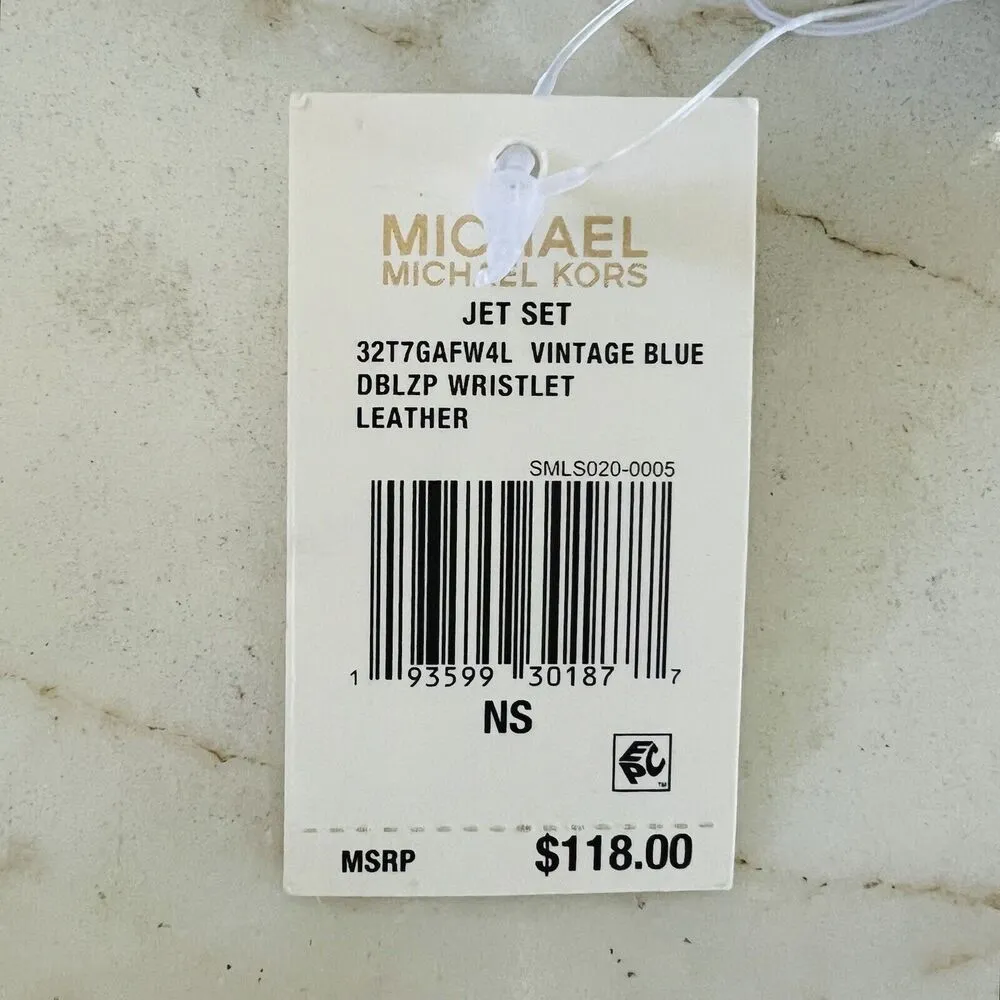 MICHAEL
MICHAEL KORS
JET SET
32T7GAFW4L VINTAGE BLUE
DBLZP WRISTLET
LEATHER
SMLS020-0005
1 93599 30187 7
NS
EPC™
MSRP $118.00